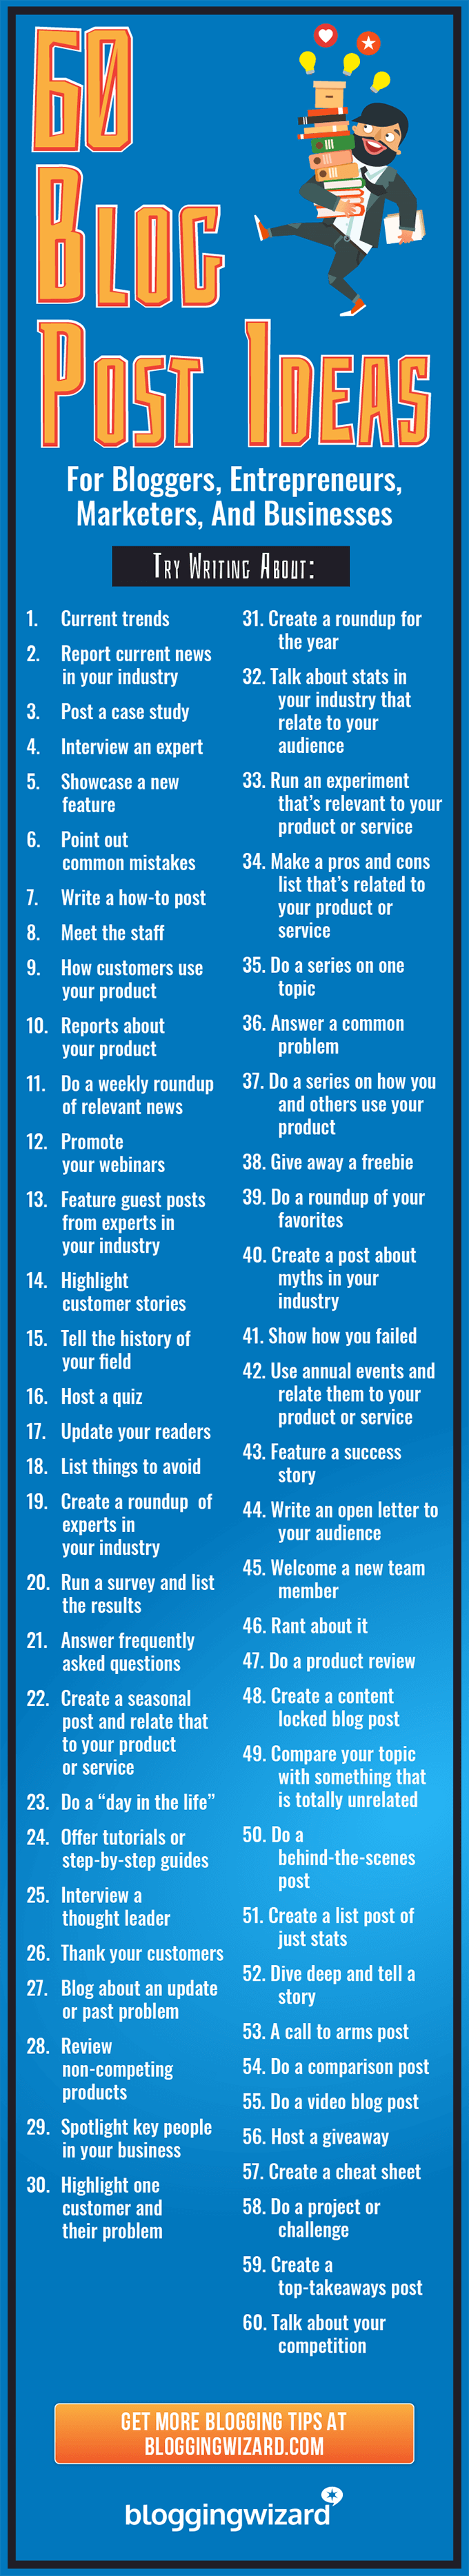 60
BLOG
POST IDEAS
For Bloggers, Entrepreneurs,
Marketers, And Businesses
TRY WRITING ABOUT:
1. Current trends
2. Report current news
in your industry
3. Post a case study
4. Interview an expert
5. Showcase a new
feature
6. Point out
common mistakes
7. Write a how-to post
8. Meet the staff
9. How customers use
your product
10. Reports about
your product
11. Do a weekly roundup
of relevant news
12. Promote
your webinars
13. Feature guest posts
from experts in
your industry
14. Highlight
customer stories
15. Tell the history of
your field
16. Host a quiz
17. Update your readers
18. List things to avoid
19. Create a roundup of
experts in
your industry
20. Run a survey and list
the results
21. Answer frequently
asked questions
22. Create a seasonal
post and relate that
to your product
or service
23. Do a “day in the life”
24. Offer tutorials or
step-by-step guides
25. Interview a
thought leader
26. Thank your customers
27. Blog about an update
or past problem
28. Review
non-competing
products
29. Spotlight key people
in your business
30. Highlight one
customer and
their problem
31. Create a roundup for
the year
32. Talk about stats in
your industry that
relate to your
audience
33. Run an experiment
that’s relevant to your
product or service
34. Make a pros and cons
list that’s related to
your product or
service
35. Do a series on one
topic
36. Answer a common
problem
37. Do a series on how you
and others use your
product
38. Give away a freebie
39. Do a roundup of your
favorites
40. Create a post about
myths in your
industry
41. Show how you failed
42. Use annual events and
relate them to your
product or service
43. Feature a success
story
44. Write an open letter to
your audience
45. Welcome a new team
member
46. Rant about it
47. Do a product review
48. Create a content
locked blog post
49. Compare your topic
with something that
is totally unrelated
50. Do a
behind-the-scenes
post
51. Create a list post of
just stats
52. Dive deep and tell a
story
53. A call to arms post
54. Do a comparison post
55. Do a video blog post
56. Host a giveaway
57. Create a cheat sheet
58. Do a project or
challenge
59. Create a
top-takeaways post
60. Talk about your
competition
GET MORE BLOGGING TIPS AT
BLOGGINGWIZARD.COM
bloggingwizard